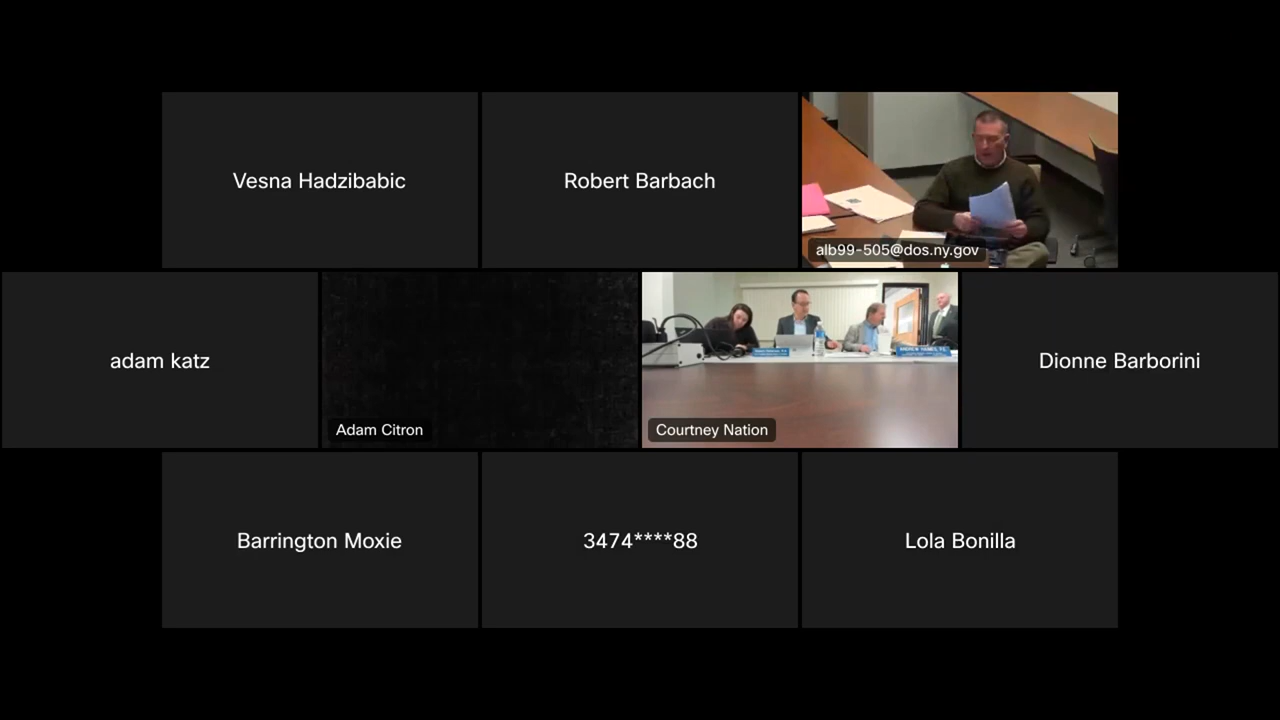 Vesna Hadzibabic
Robert Barbach
alb99-505@dos.ny.gov
adam katz
Adam Citron
Courtney Nation
Dionne Barborini
Barrington Moxie
3474****88
Lola Bonilla